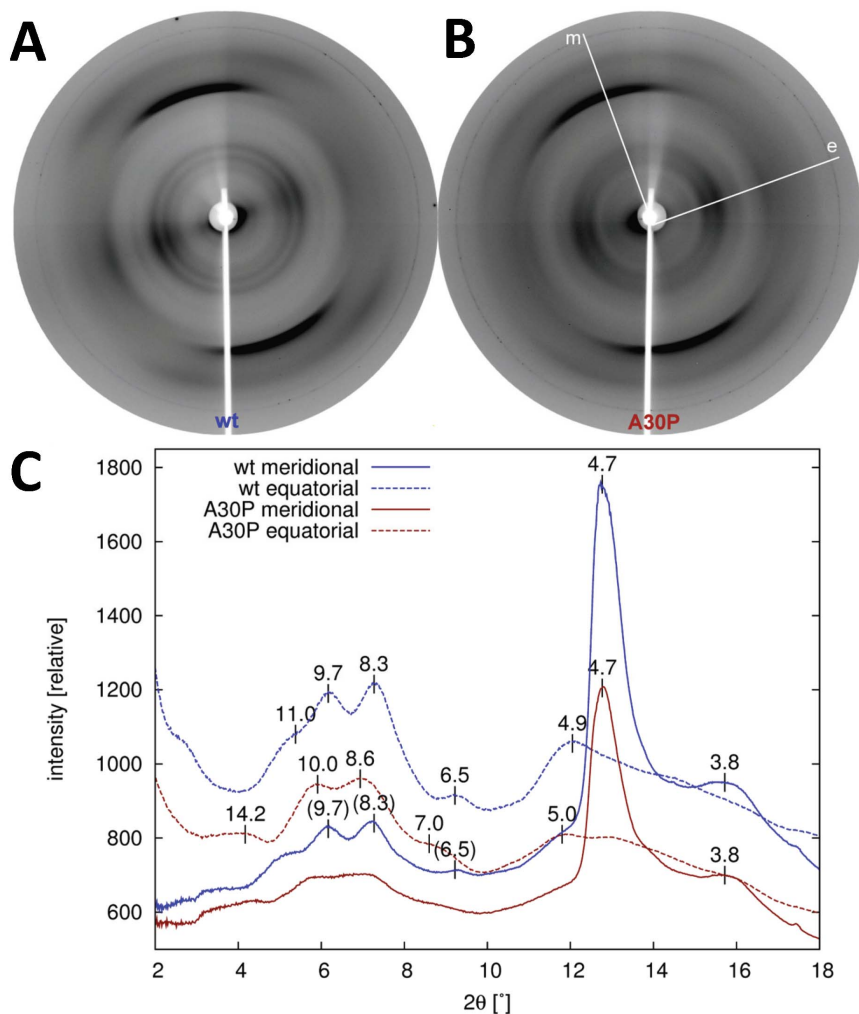 A
B
m
e
wt
A30P
C
wt meridional
wt equatorial
A30P meridional
A30P equatorial
1800
1600
1400
1200
1000
800
600
intensity [relative]
4.7
4.7
9.7
8.3
11.0
10.0
8.6
6.5
4.9
3.8
14.2
(9.7)
(8.3)
7.0
(6.5)
5.0
3.8
2
4
6
8
10
12
14
16
18
2θ [˚]